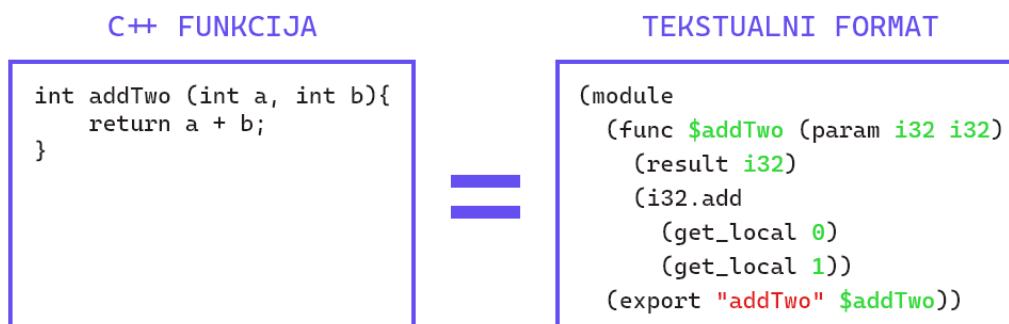 C++ FUNKCIJA
int addTwo (int a, int b){
    return a + b;
}
TEKSTUALNI FORMAT
(module
  (func $addTwo (param i32 i32)
    (result i32)
    (i32.add
      (get_local 0)
      (get_local 1))
  (export "addTwo" $addTwo))